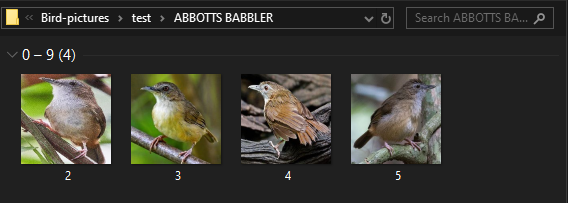 « Bird-pictures > test > ABBOTTS BABBLER
Search ABBOTTS BA...
0 – 9 (4)
2 3 4 5